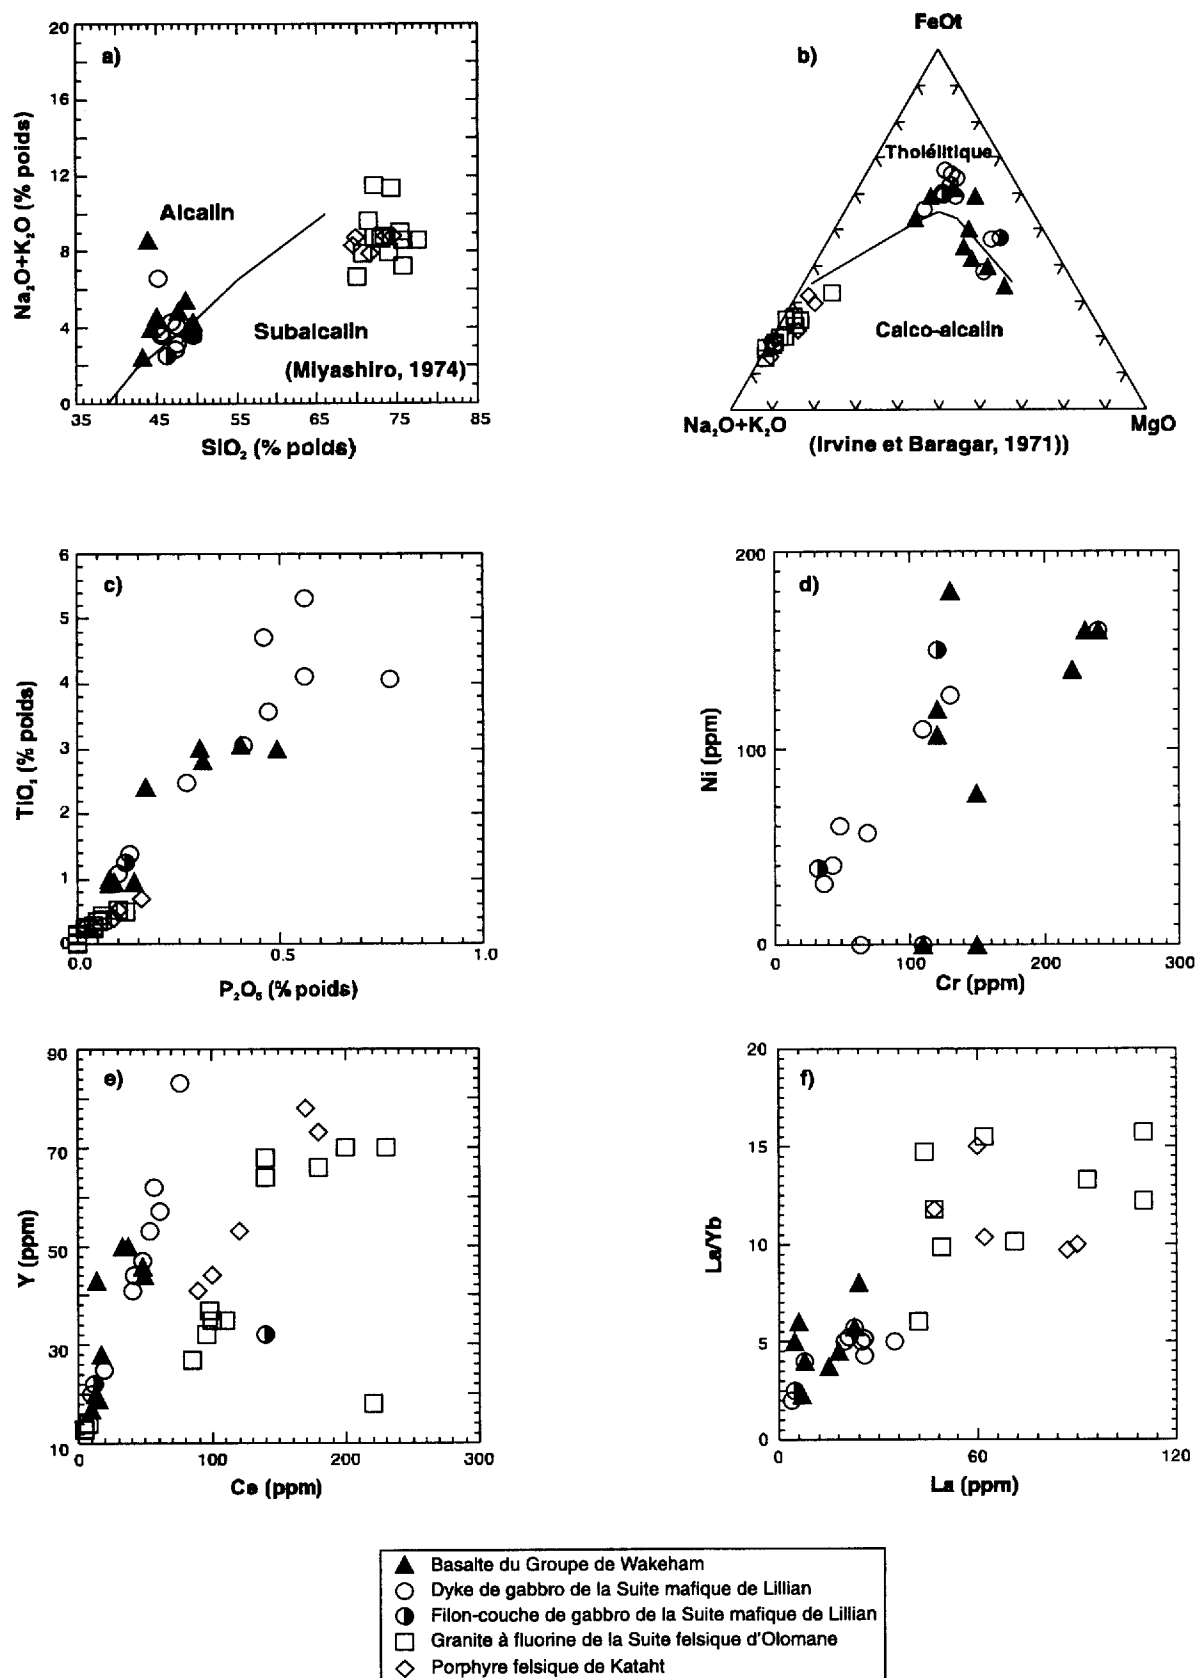 a)
20
16
12
8
4
0
Na₂O+K₂O (% poids)
Alcalin
Subalcalin
(Miyashiro, 1974)
35 45 55 65 75 85
SIO₂ (% poids)
FeOt
b)
Tholéiitique
Calco-alcalin
Na₂O+K₂O
MgO
(Irvine et Baragar, 1971))
c)
6
5
4
3
2
1
0
TIO₂ (% poids)
0.0 0.5 1.0
P₂O₅ (% poids)
d)
200
100
0
Ni (ppm)
0 100 200 300
Cr (ppm)
e)
90
70
50
30
10
Y (ppm)
0 100 200 300
Ce (ppm)
f)
20
15
10
5
0
La/Yb
0 60 120
La (ppm)
Basalte du Groupe de Wakeham
Dyke de gabbro de la Suite mafique de Lillian
Filon-couche de gabbro de la Suite mafique de Lillian
Granite à fluorine de la Suite felsique d'Olomane
Porphyre felsique de Kataht